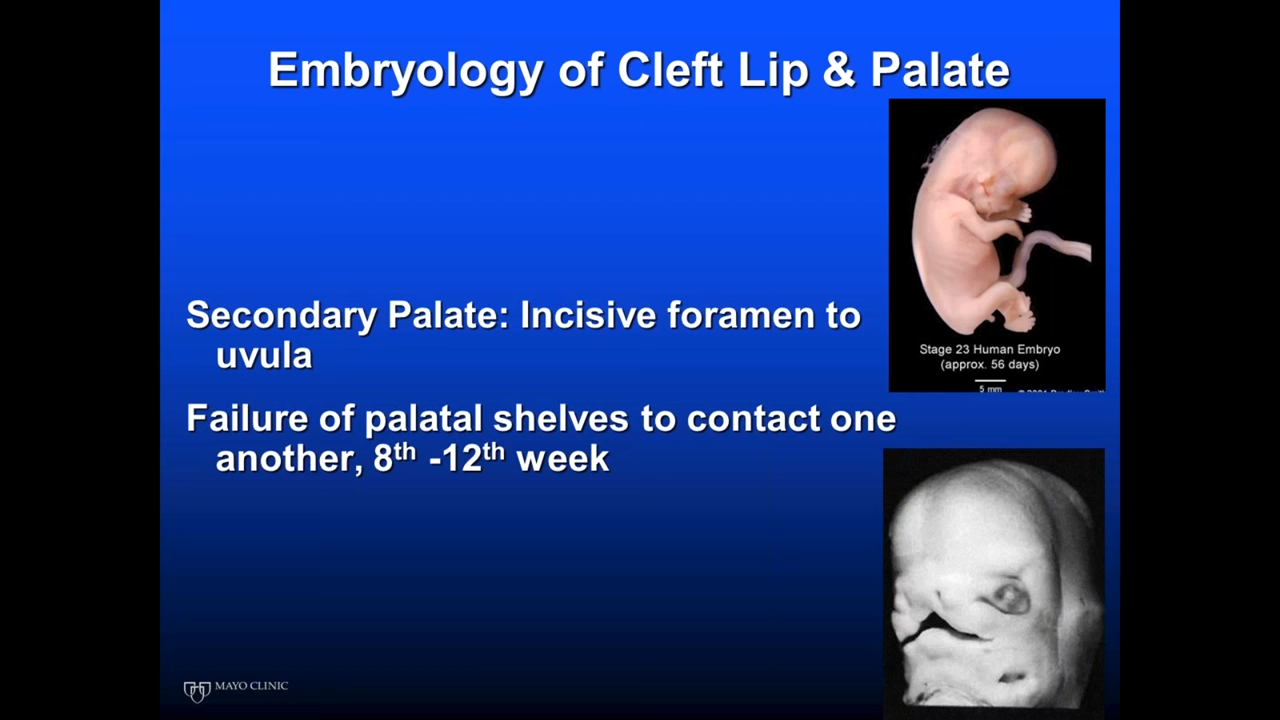 Embryology of Cleft Lip & Palate
Secondary Palate: Incisive foramen to
uvula
Failure of palatal shelves to contact one
another, 8th -12th week
Stage 23 Human Embryo
(approx. 56 days)
5 mm
MAYO CLINIC